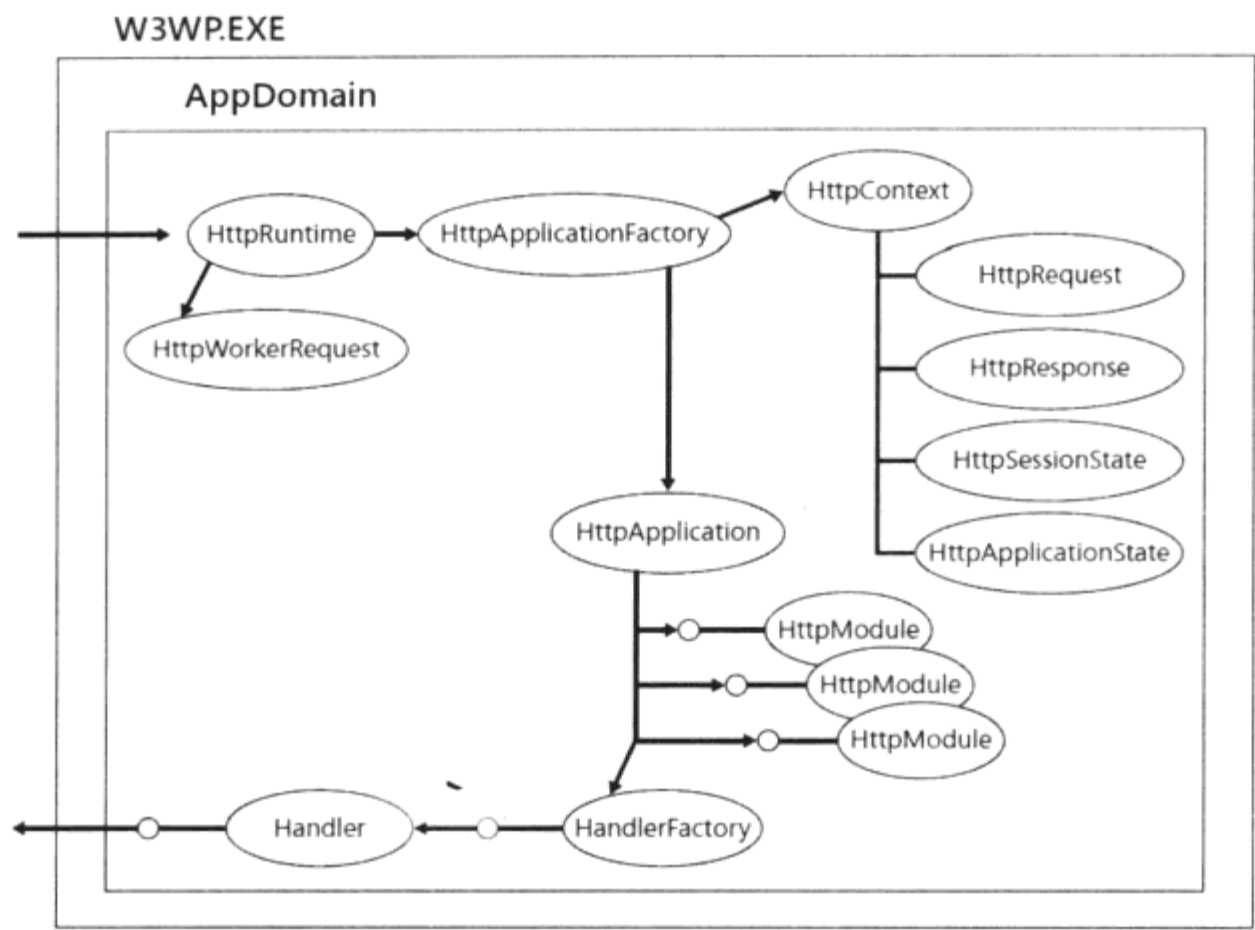 W3WP.EXE
AppDomain
HttpContext
HttpRuntime
HttpApplicationFactory
HttpRequest
HttpWorkerRequest
HttpResponse
HttpSessionState
HttpApplication
HttpApplicationState
HttpModule
HttpModule
HttpModule
Handler
HandlerFactory